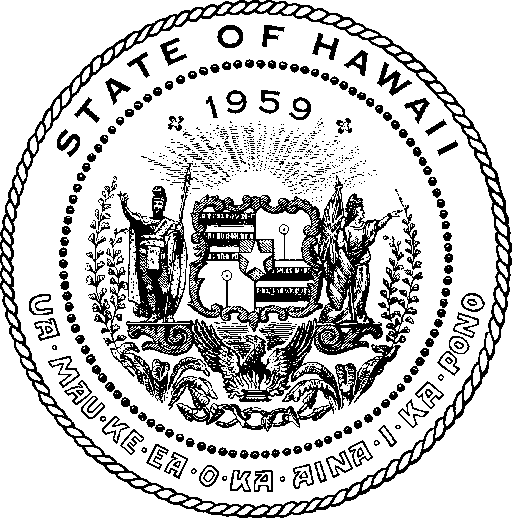 STATE OF HAWAII
1959
UA·MAU·KE·EA·O·KA·AINA·I·KA·PONO